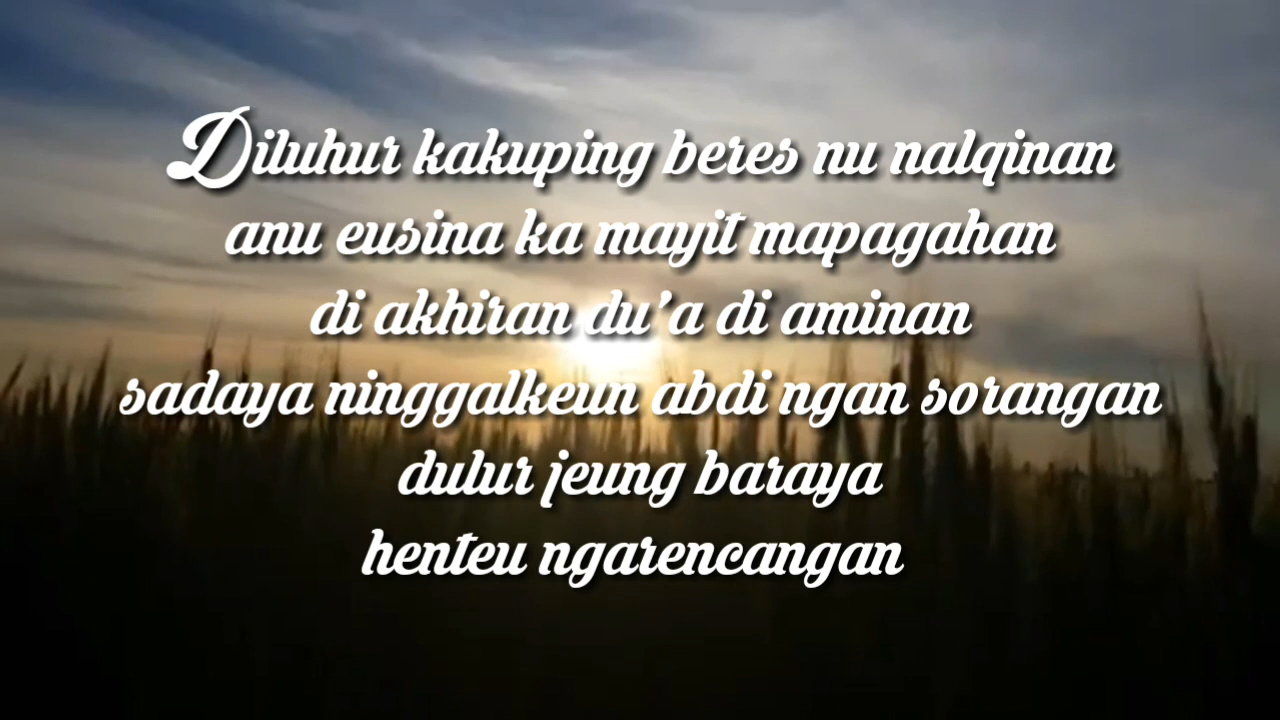 Diluhur kakuping beres nu nalqinan
anu eusina ka mayit mapagahan
di akhiran du'a di aminan
sadaya ninggalkeun abdi ngan sorangan
dulur jeung baraya
henteu ngarencangan